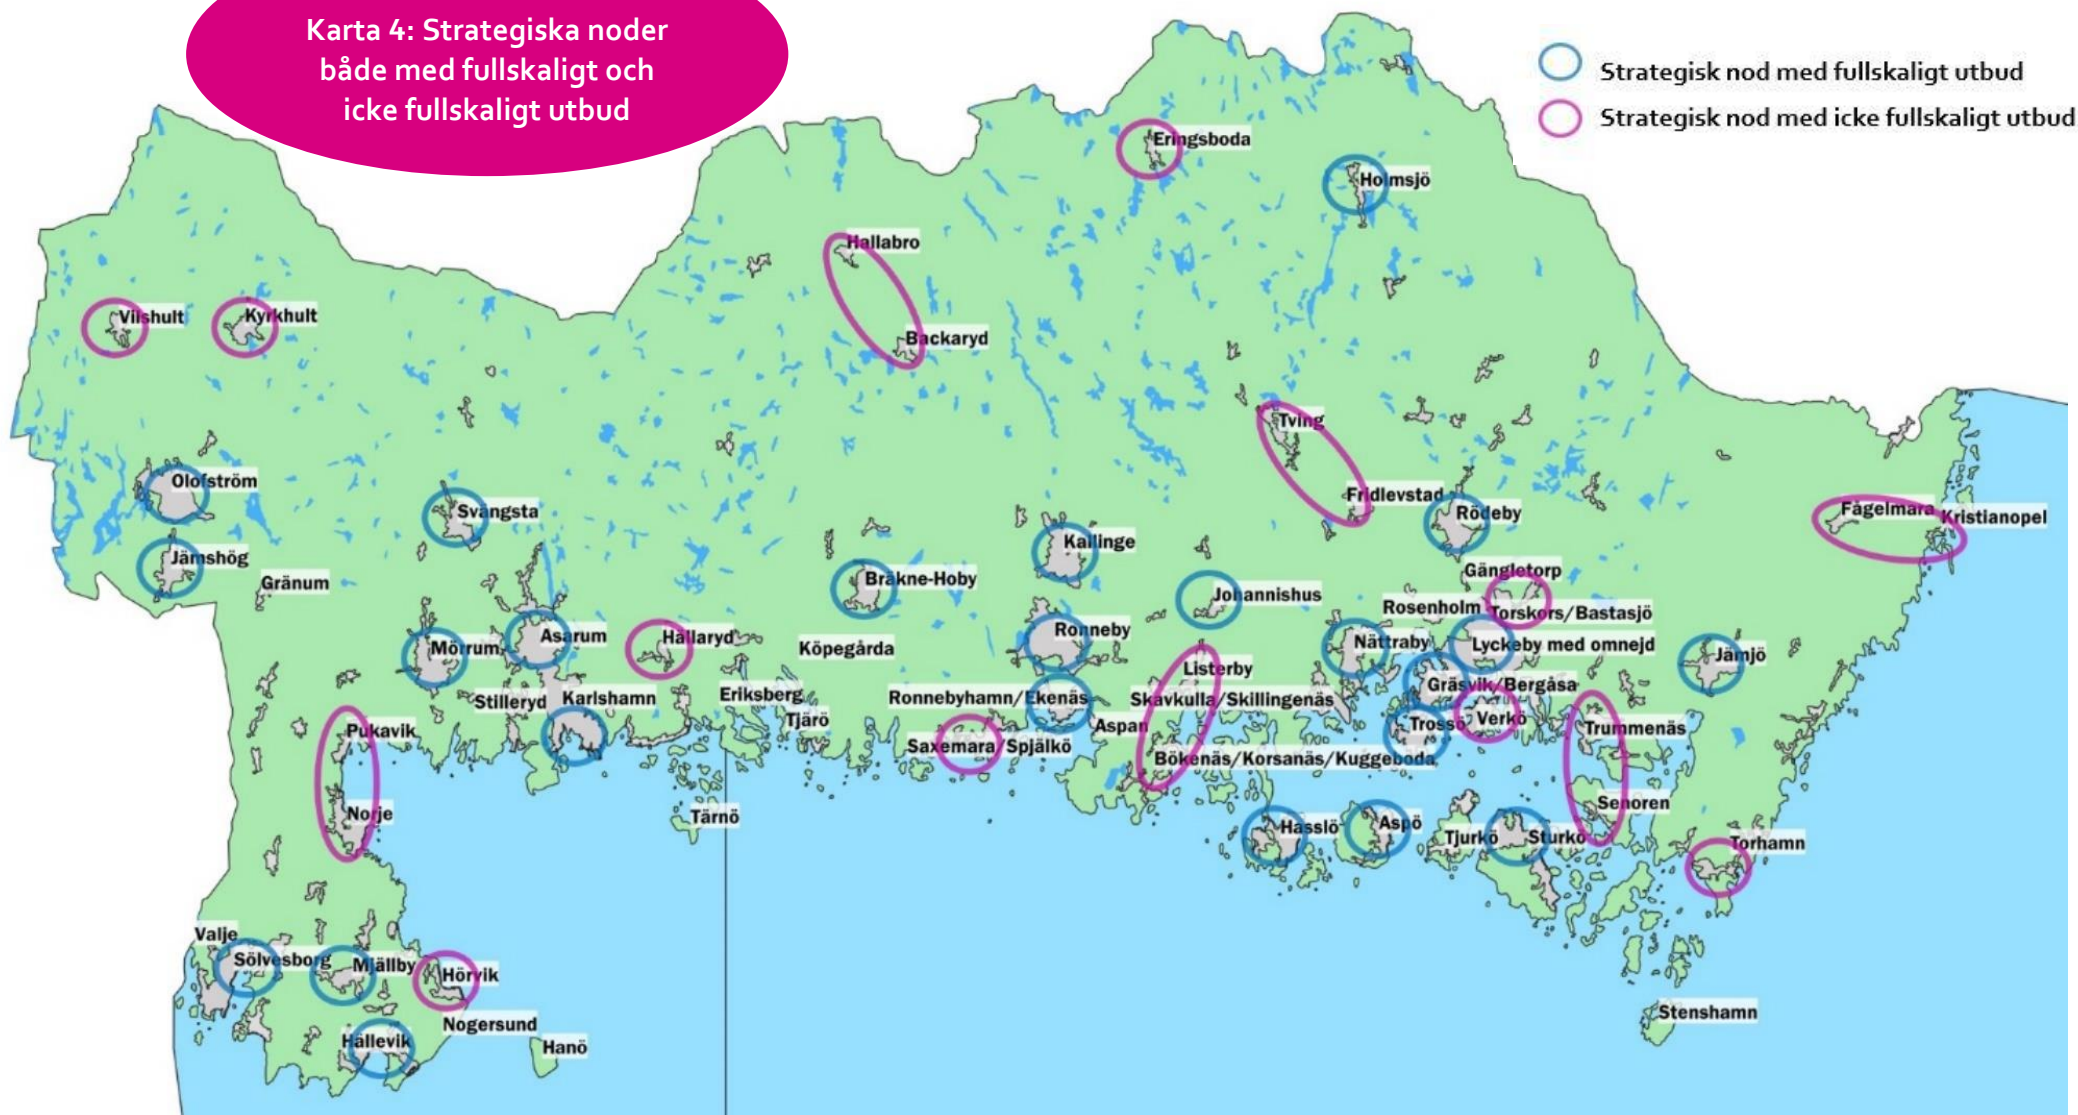 Karta 4: Strategiska noder
både med fullskaligt och
icke fullskaligt utbud
Strategisk nod med fullskaligt utbud
Strategisk nod med icke fullskaligt utbud
Eringsboda
Holmsjö
Hallabro
Vilshult
Kyrkhult
Backaryd
Tving
Olofström
Fridlevstad
Svängsta
Rödeby
Fågelmara
Kristianopel
Kallinge
Jämshög
Gränum
Bräkne-Hoby
Johannishus
Gängletorp
Rosenholm
Torskors/Bastasjö
Mörrum
Asarum
Hällaryd
Köpegårda
Ronneby
Nättraby
Lyckeby med omnejd
Jämjö
Listerby
Stilleryd
Karlshamn
Eriksberg
Ronnebyhamn/Ekenäs
Skavkulla/Skillingenäs
Gräsvik/Bergåsa
Tjärö
Aspan
Trossö
Verkö
Trummenäs
Pukavik
Saxemara/Spjälkö
Bökenäs/Korsanäs/Kuggeboda
Norje
Tärnö
Senoren
Hasslö
Aspö
Tjurkö
Sturkö
Torhamn
Valje
Sölvesborg
Mjällby
Hörvik
Nogersund
Stenshamn
Hällevik
Hanö